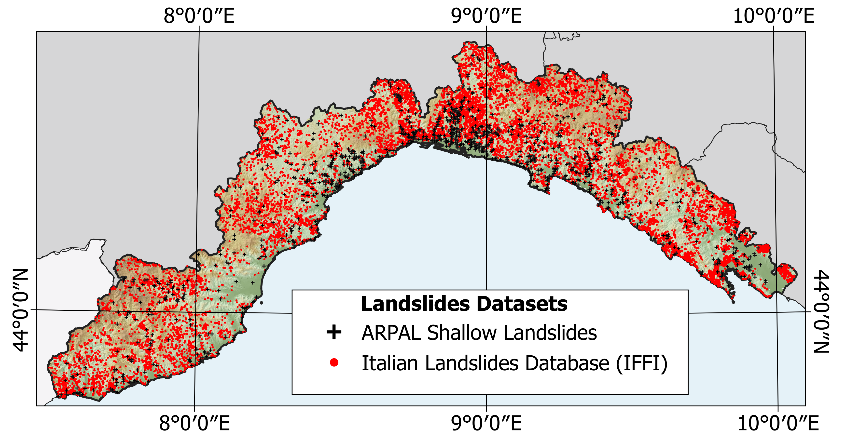 8°0′0″E 9°0′0″E 10°0′0″E
44°0′0″N
44°0′0″N
Landslides Datasets
ARPAL Shallow Landslides
Italian Landslides Database (IFFI)
8°0′0″E 9°0′0″E 10°0′0″E